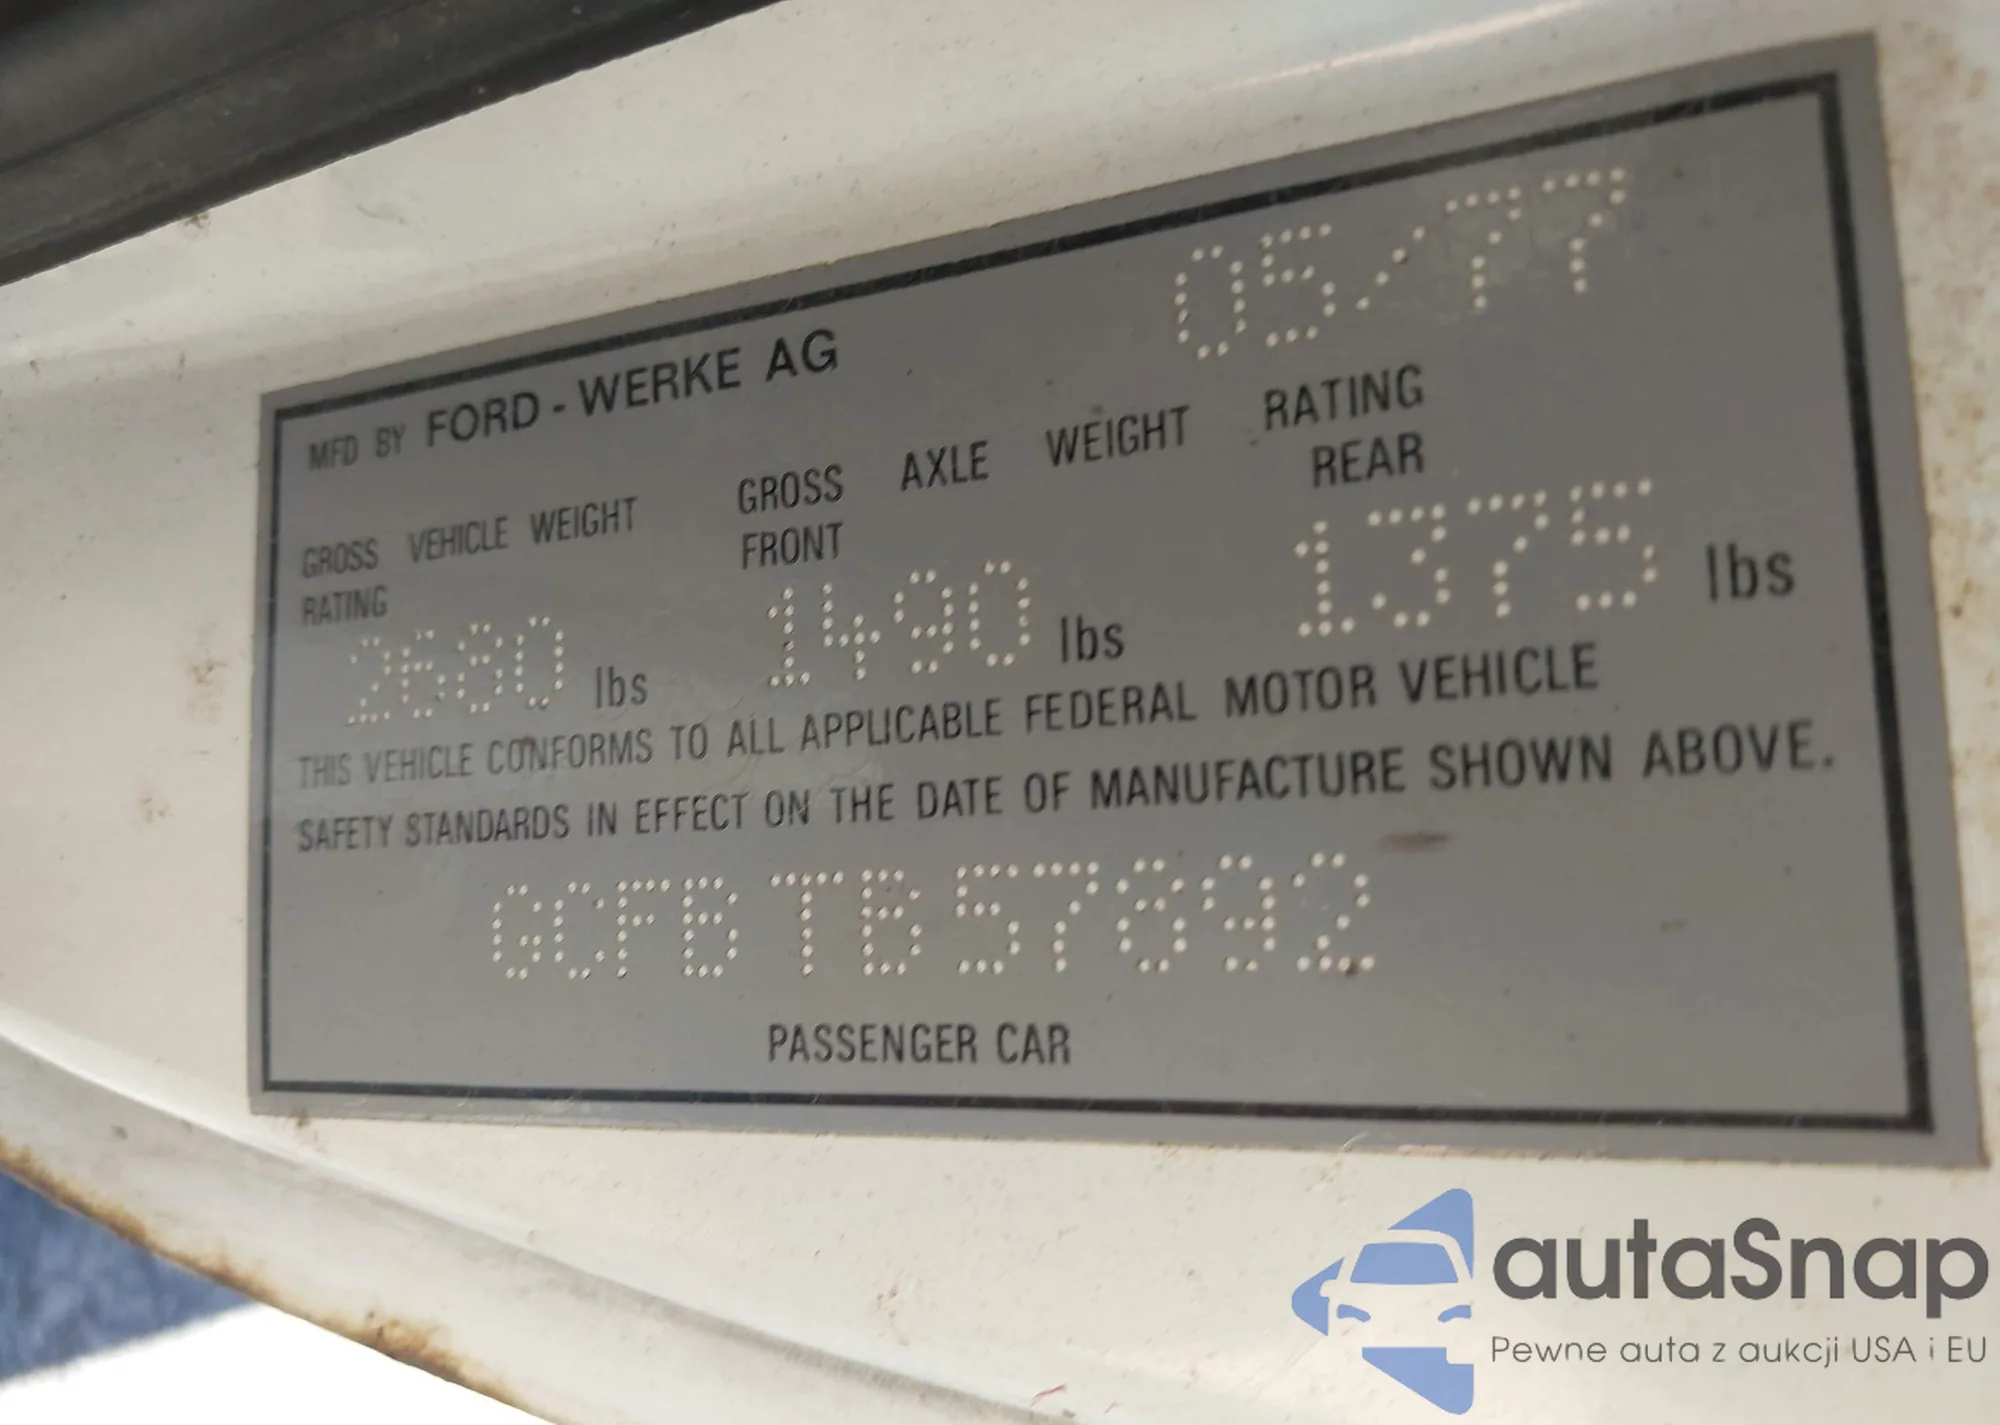 MFD BY FORD - WERKE AG 05/77
GROSS VEHICLE WEIGHT RATING
GROSS AXLE WEIGHT RATING
FRONT REAR
2680 lbs 1490 lbs 1375 lbs
THIS VEHICLE CONFORMS TO ALL APPLICABLE FEDERAL MOTOR VEHICLE
SAFETY STANDARDS IN EFFECT ON THE DATE OF MANUFACTURE SHOWN ABOVE.
GCFBTB57892
PASSENGER CAR
autaSnap
Pewne auta z aukcji USA i EU